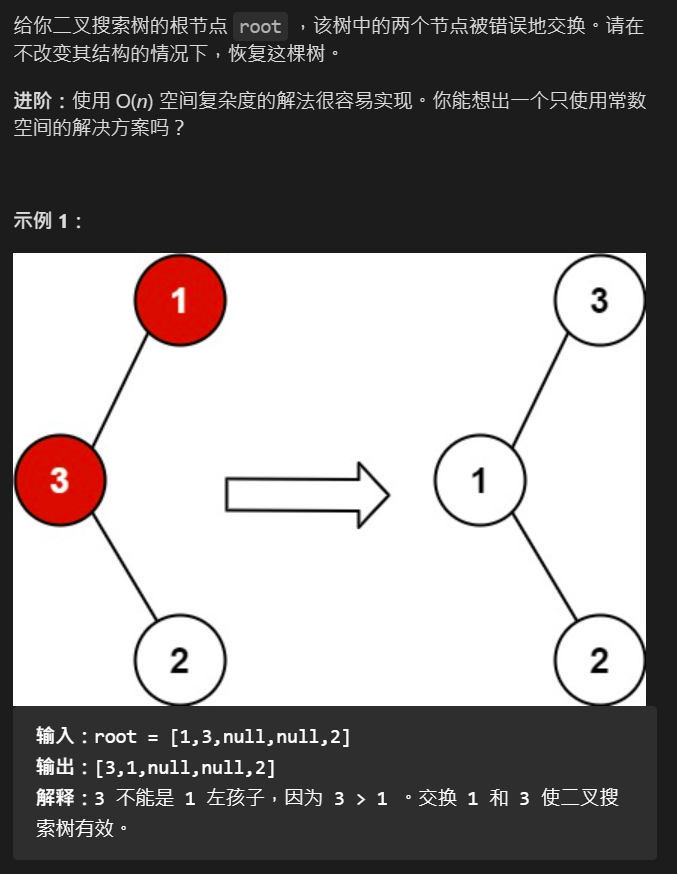 给你二叉搜索树的根节点 root ，该树中的两个节点被错误地交换。请在
不改变其结构的情况下，恢复这棵树。
进阶：使用 O(n) 空间复杂度的解法很容易实现。你能想出一个只使用常数
空间的解决方案吗？
示例 1：
1
3
3
1
2
2
输入：root = [1,3,null,null,2]
输出：[3,1,null,null,2]
解释：3 不能是 1 左孩子，因为 3 > 1 。交换 1 和 3 使二叉搜
索树有效。